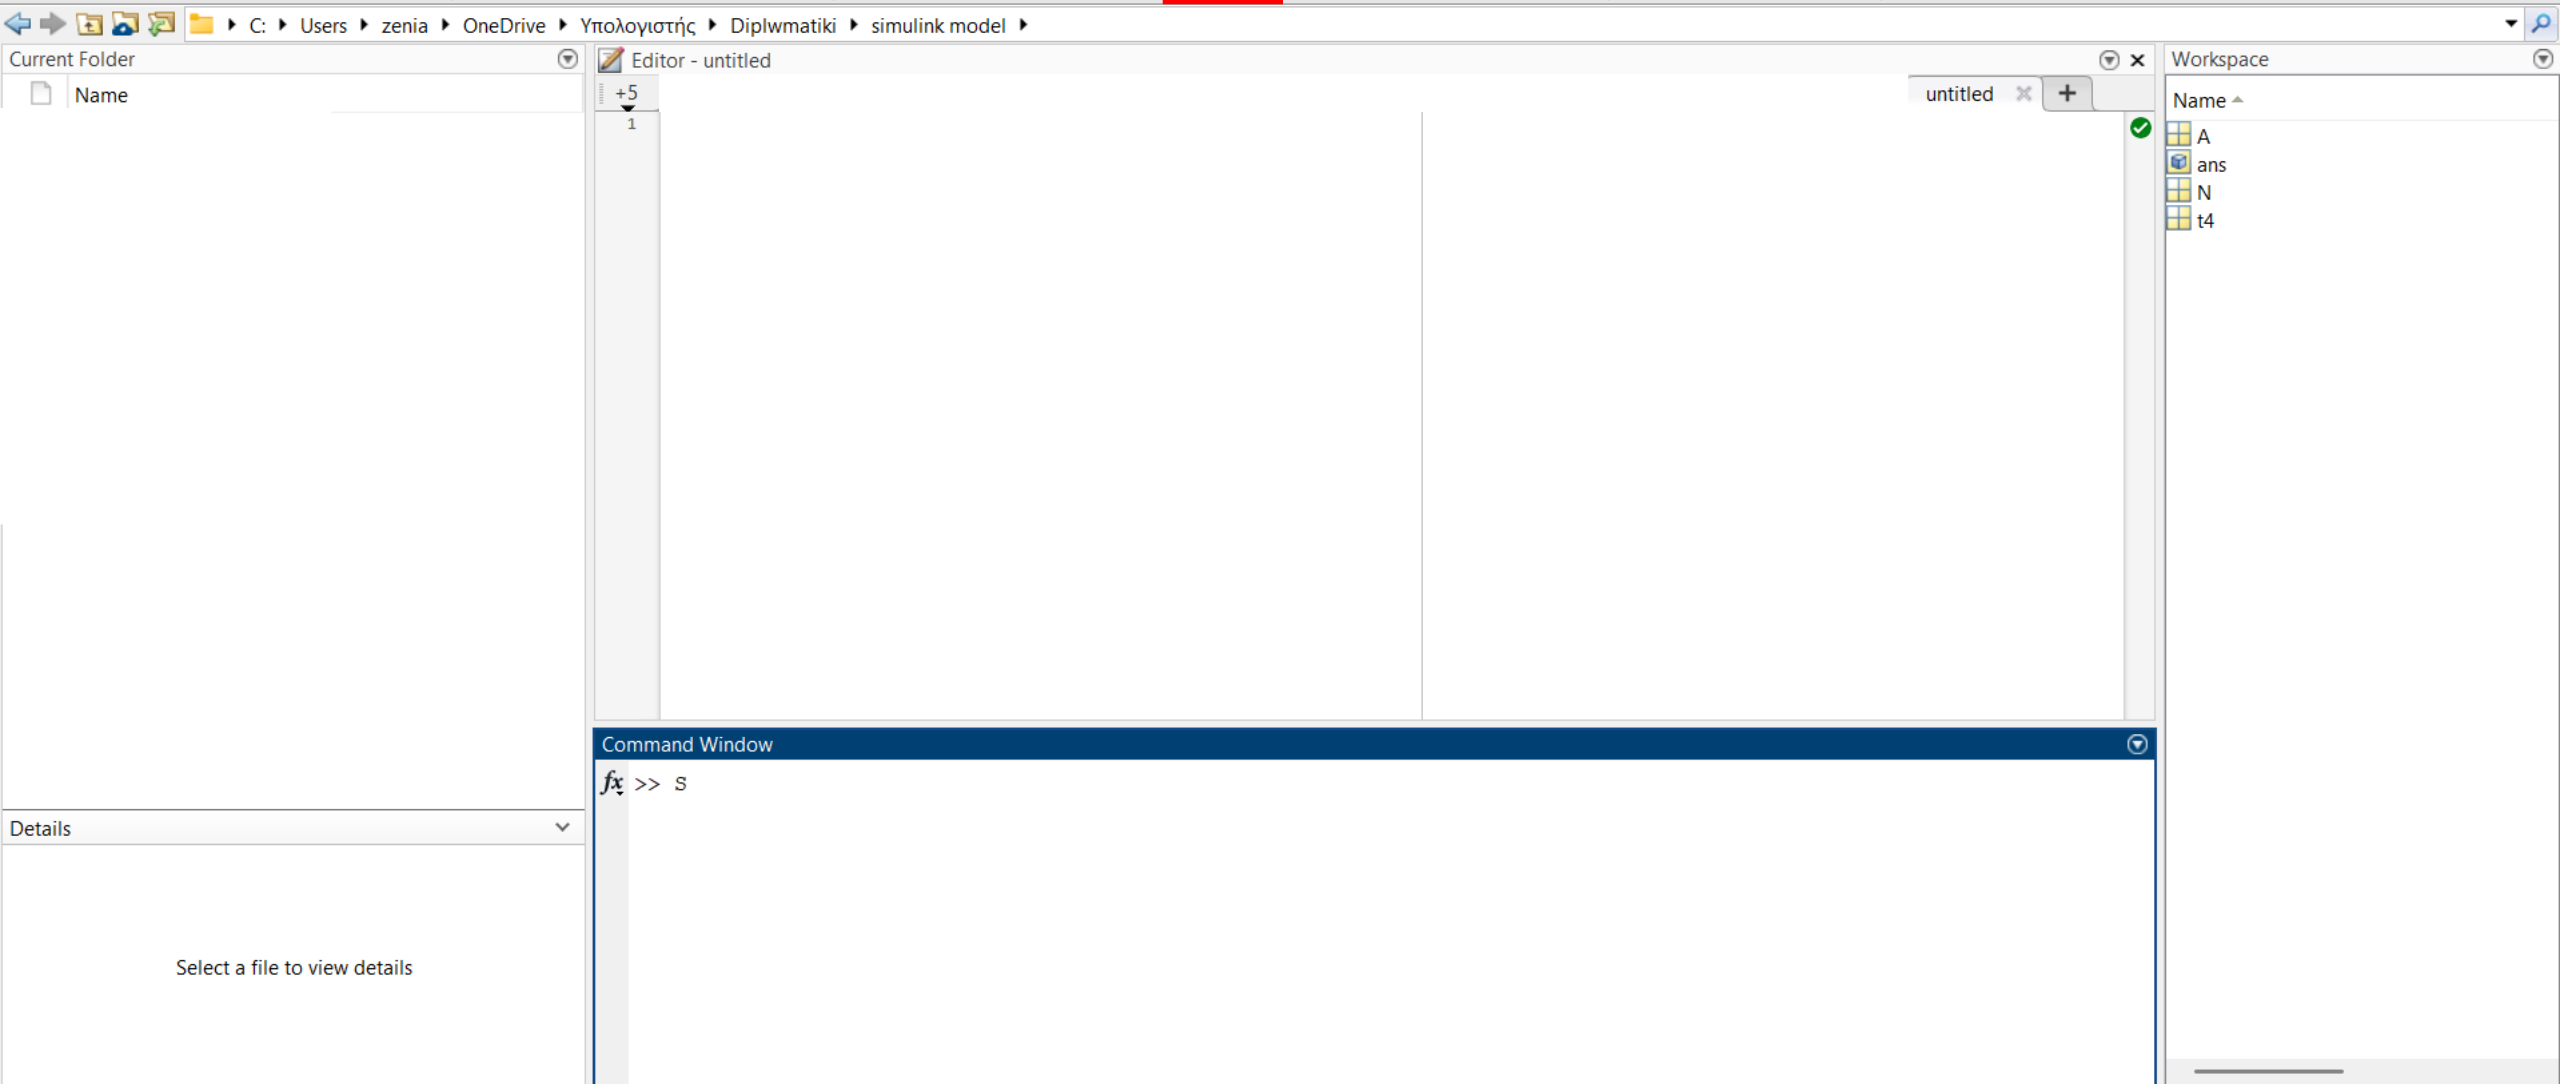 C: Users zenia OneDrive Υπολογιστής Diplwmatiki simulink model
Current Folder
Name
Editor - untitled
+5
untitled
1
Workspace
Name
A
ans
N
t4
Command Window
fx >> S
Details
Select a file to view details